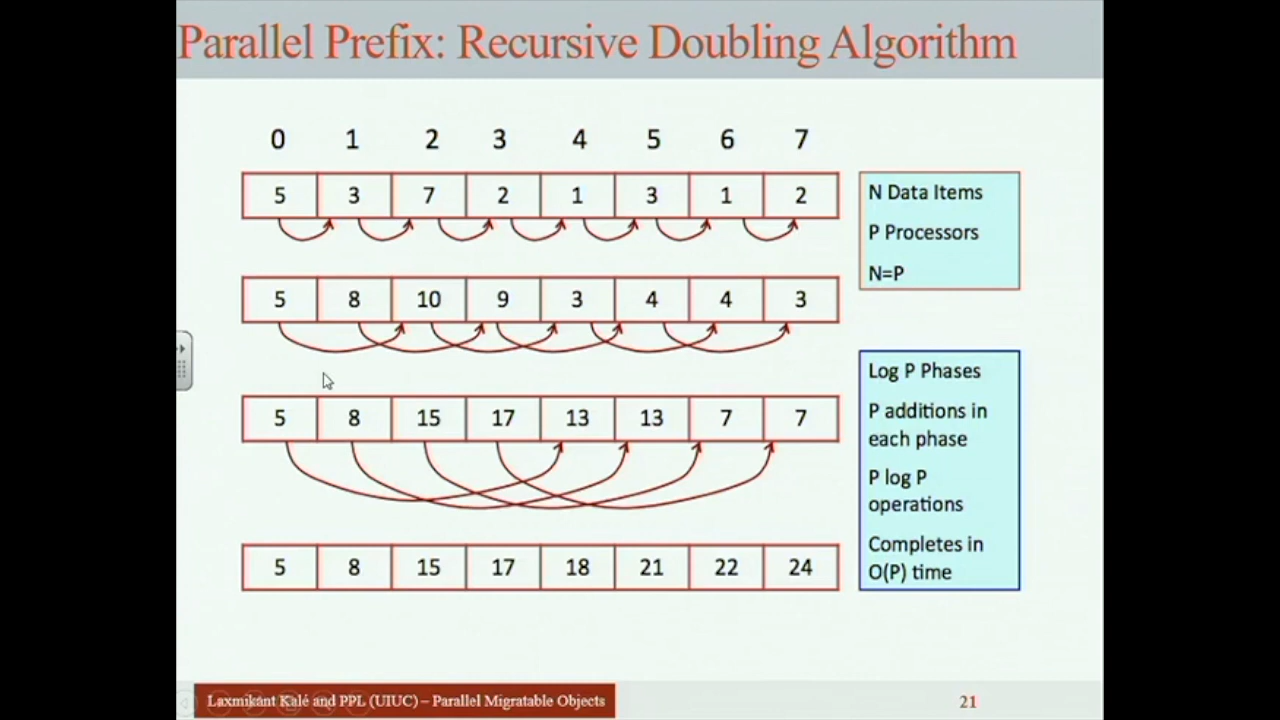 Parallel Prefix: Recursive Doubling Algorithm
0 1 2 3 4 5 6 7
5 3 7 2 1 3 1 2
5 8 10 9 3 4 4 3
5 8 15 17 13 13 7 7
5 8 15 17 18 21 22 24
N Data Items
P Processors
N=P
Log P Phases
P additions in
each phase
P log P
operations
Completes in
O(P) time
Laxmikant Kalé and PPL (UIUC) – Parallel Migratable Objects
21